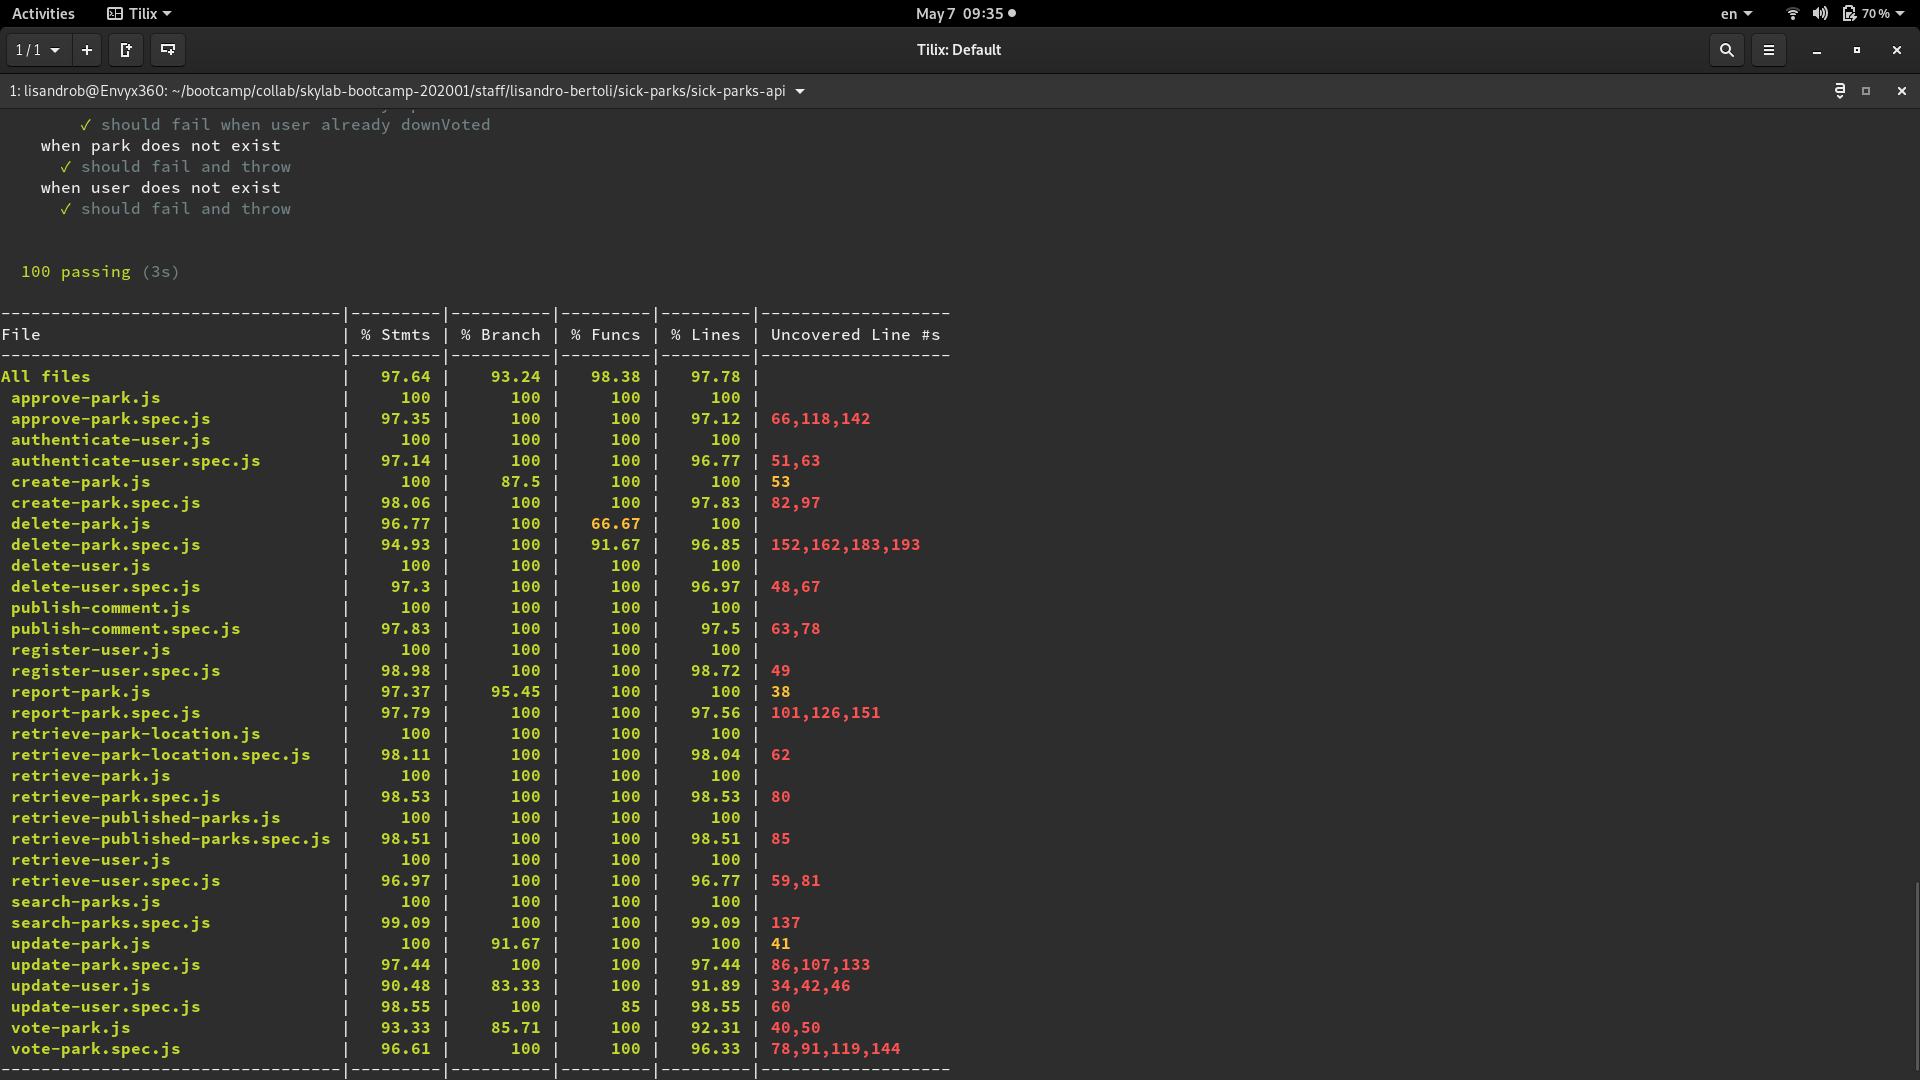 Activities Tilix May 7 09:35 en 70%
1 / 1 Tilix: Default
1: lisandrob@Envyx360: ~/bootcamp/collab/skylab-bootcamp-202001/staff/lisandro-bertoli/sick-parks/sick-parks-api
✓ should fail when user already downVoted
when park does not exist
✓ should fail and throw
when user does not exist
✓ should fail and throw
100 passing (3s)
----------------------------------|---------|----------|---------|---------|-------------------
File | % Stmts | % Branch | % Funcs | % Lines | Uncovered Line #s
----------------------------------|---------|----------|---------|---------|-------------------
All files | 97.64 | 93.24 | 98.38 | 97.78 |
approve-park.js | 100 | 100 | 100 | 100 |
approve-park.spec.js | 97.35 | 100 | 100 | 97.12 | 66,118,142
authenticate-user.js | 100 | 100 | 100 | 100 |
authenticate-user.spec.js | 97.14 | 100 | 100 | 96.77 | 51,63
create-park.js | 100 | 87.5 | 100 | 100 | 53
create-park.spec.js | 98.06 | 100 | 100 | 97.83 | 82,97
delete-park.js | 96.77 | 100 | 66.67 | 100 |
delete-park.spec.js | 94.93 | 100 | 91.67 | 96.85 | 152,162,183,193
delete-user.js | 100 | 100 | 100 | 100 |
delete-user.spec.js | 97.3 | 100 | 100 | 96.97 | 48,67
publish-comment.js | 100 | 100 | 100 | 100 |
publish-comment.spec.js | 97.83 | 100 | 100 | 97.5 | 63,78
register-user.js | 100 | 100 | 100 | 100 |
register-user.spec.js | 98.98 | 100 | 100 | 98.72 | 49
report-park.js | 97.37 | 95.45 | 100 | 100 | 38
report-park.spec.js | 97.79 | 100 | 100 | 97.56 | 101,126,151
retrieve-park-location.js | 100 | 100 | 100 | 100 |
retrieve-park-location.spec.js | 98.11 | 100 | 100 | 98.04 | 62
retrieve-park.js | 100 | 100 | 100 | 100 |
retrieve-park.spec.js | 98.53 | 100 | 100 | 98.53 | 80
retrieve-published-parks.js | 100 | 100 | 100 | 100 |
retrieve-published-parks.spec.js | 98.51 | 100 | 100 | 98.51 | 85
retrieve-user.js | 100 | 100 | 100 | 100 |
retrieve-user.spec.js | 96.97 | 100 | 100 | 96.77 | 59,81
search-parks.js | 100 | 100 | 100 | 100 |
search-parks.spec.js | 99.09 | 100 | 100 | 99.09 | 137
update-park.js | 100 | 91.67 | 100 | 100 | 41
update-park.spec.js | 97.44 | 100 | 100 | 97.44 | 86,107,133
update-user.js | 90.48 | 83.33 | 100 | 91.89 | 34,42,46
update-user.spec.js | 98.55 | 100 | 85 | 98.55 | 60
vote-park.js | 93.33 | 85.71 | 100 | 92.31 | 40,50
vote-park.spec.js | 96.61 | 100 | 100 | 96.33 | 78,91,119,144
----------------------------------|---------|----------|---------|---------|-------------------